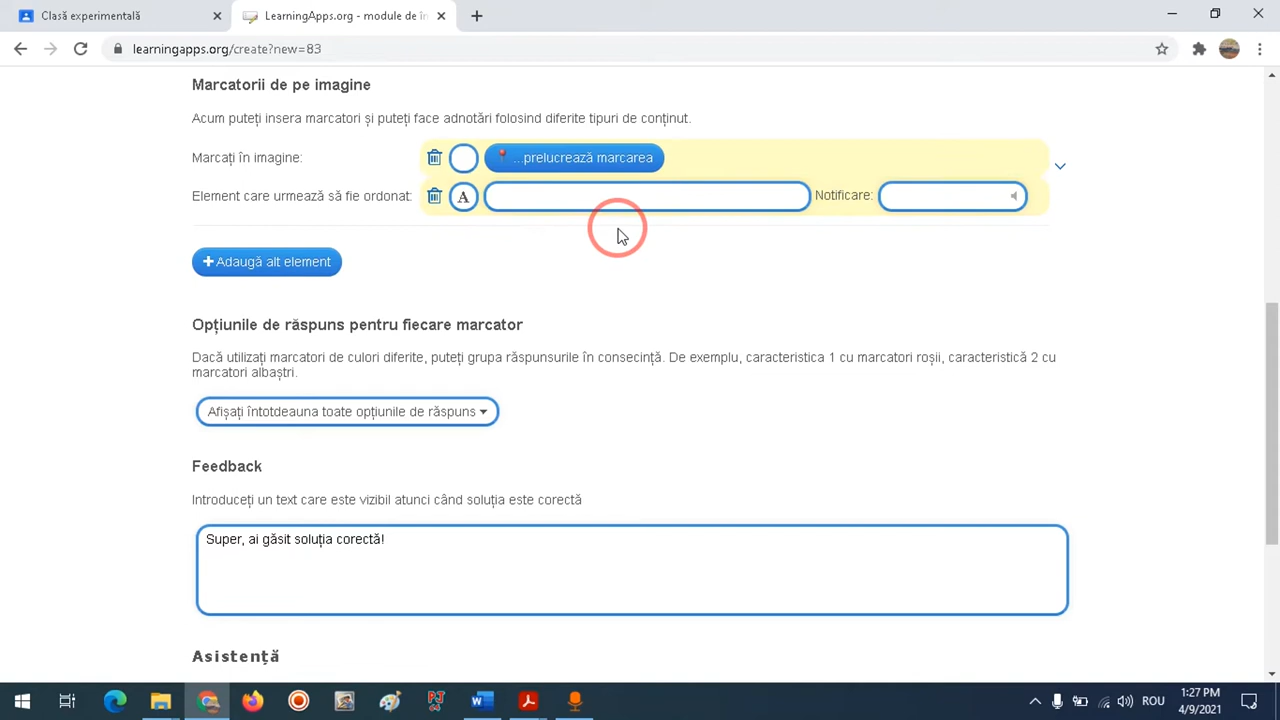 Clasă experimentală
LearningApps.org - module de în
learningapps.org/create?new=83
Marcatorii de pe imagine
Acum puteți insera marcatori și puteți face adnotări folosind diferite tipuri de conținut.
Marcați în imagine:
...prelucrează marcarea
Element care urmează să fie ordonat:
A
Notificare:
+ Adaugă alt element
Opțiunile de răspuns pentru fiecare marcator
Dacă utilizați marcatori de culori diferite, puteți grupa răspunsurile în consecință. De exemplu, caracteristica 1 cu marcatori roșii, caracteristică 2 cu
marcatori albaștri.
Afișați întotdeauna toate opțiunile de răspuns
Feedback
Introduceți un text care este vizibil atunci când soluția este corectă
Super, ai găsit soluția corectă!
Asistență
ROU
1:27 PM
4/9/2021